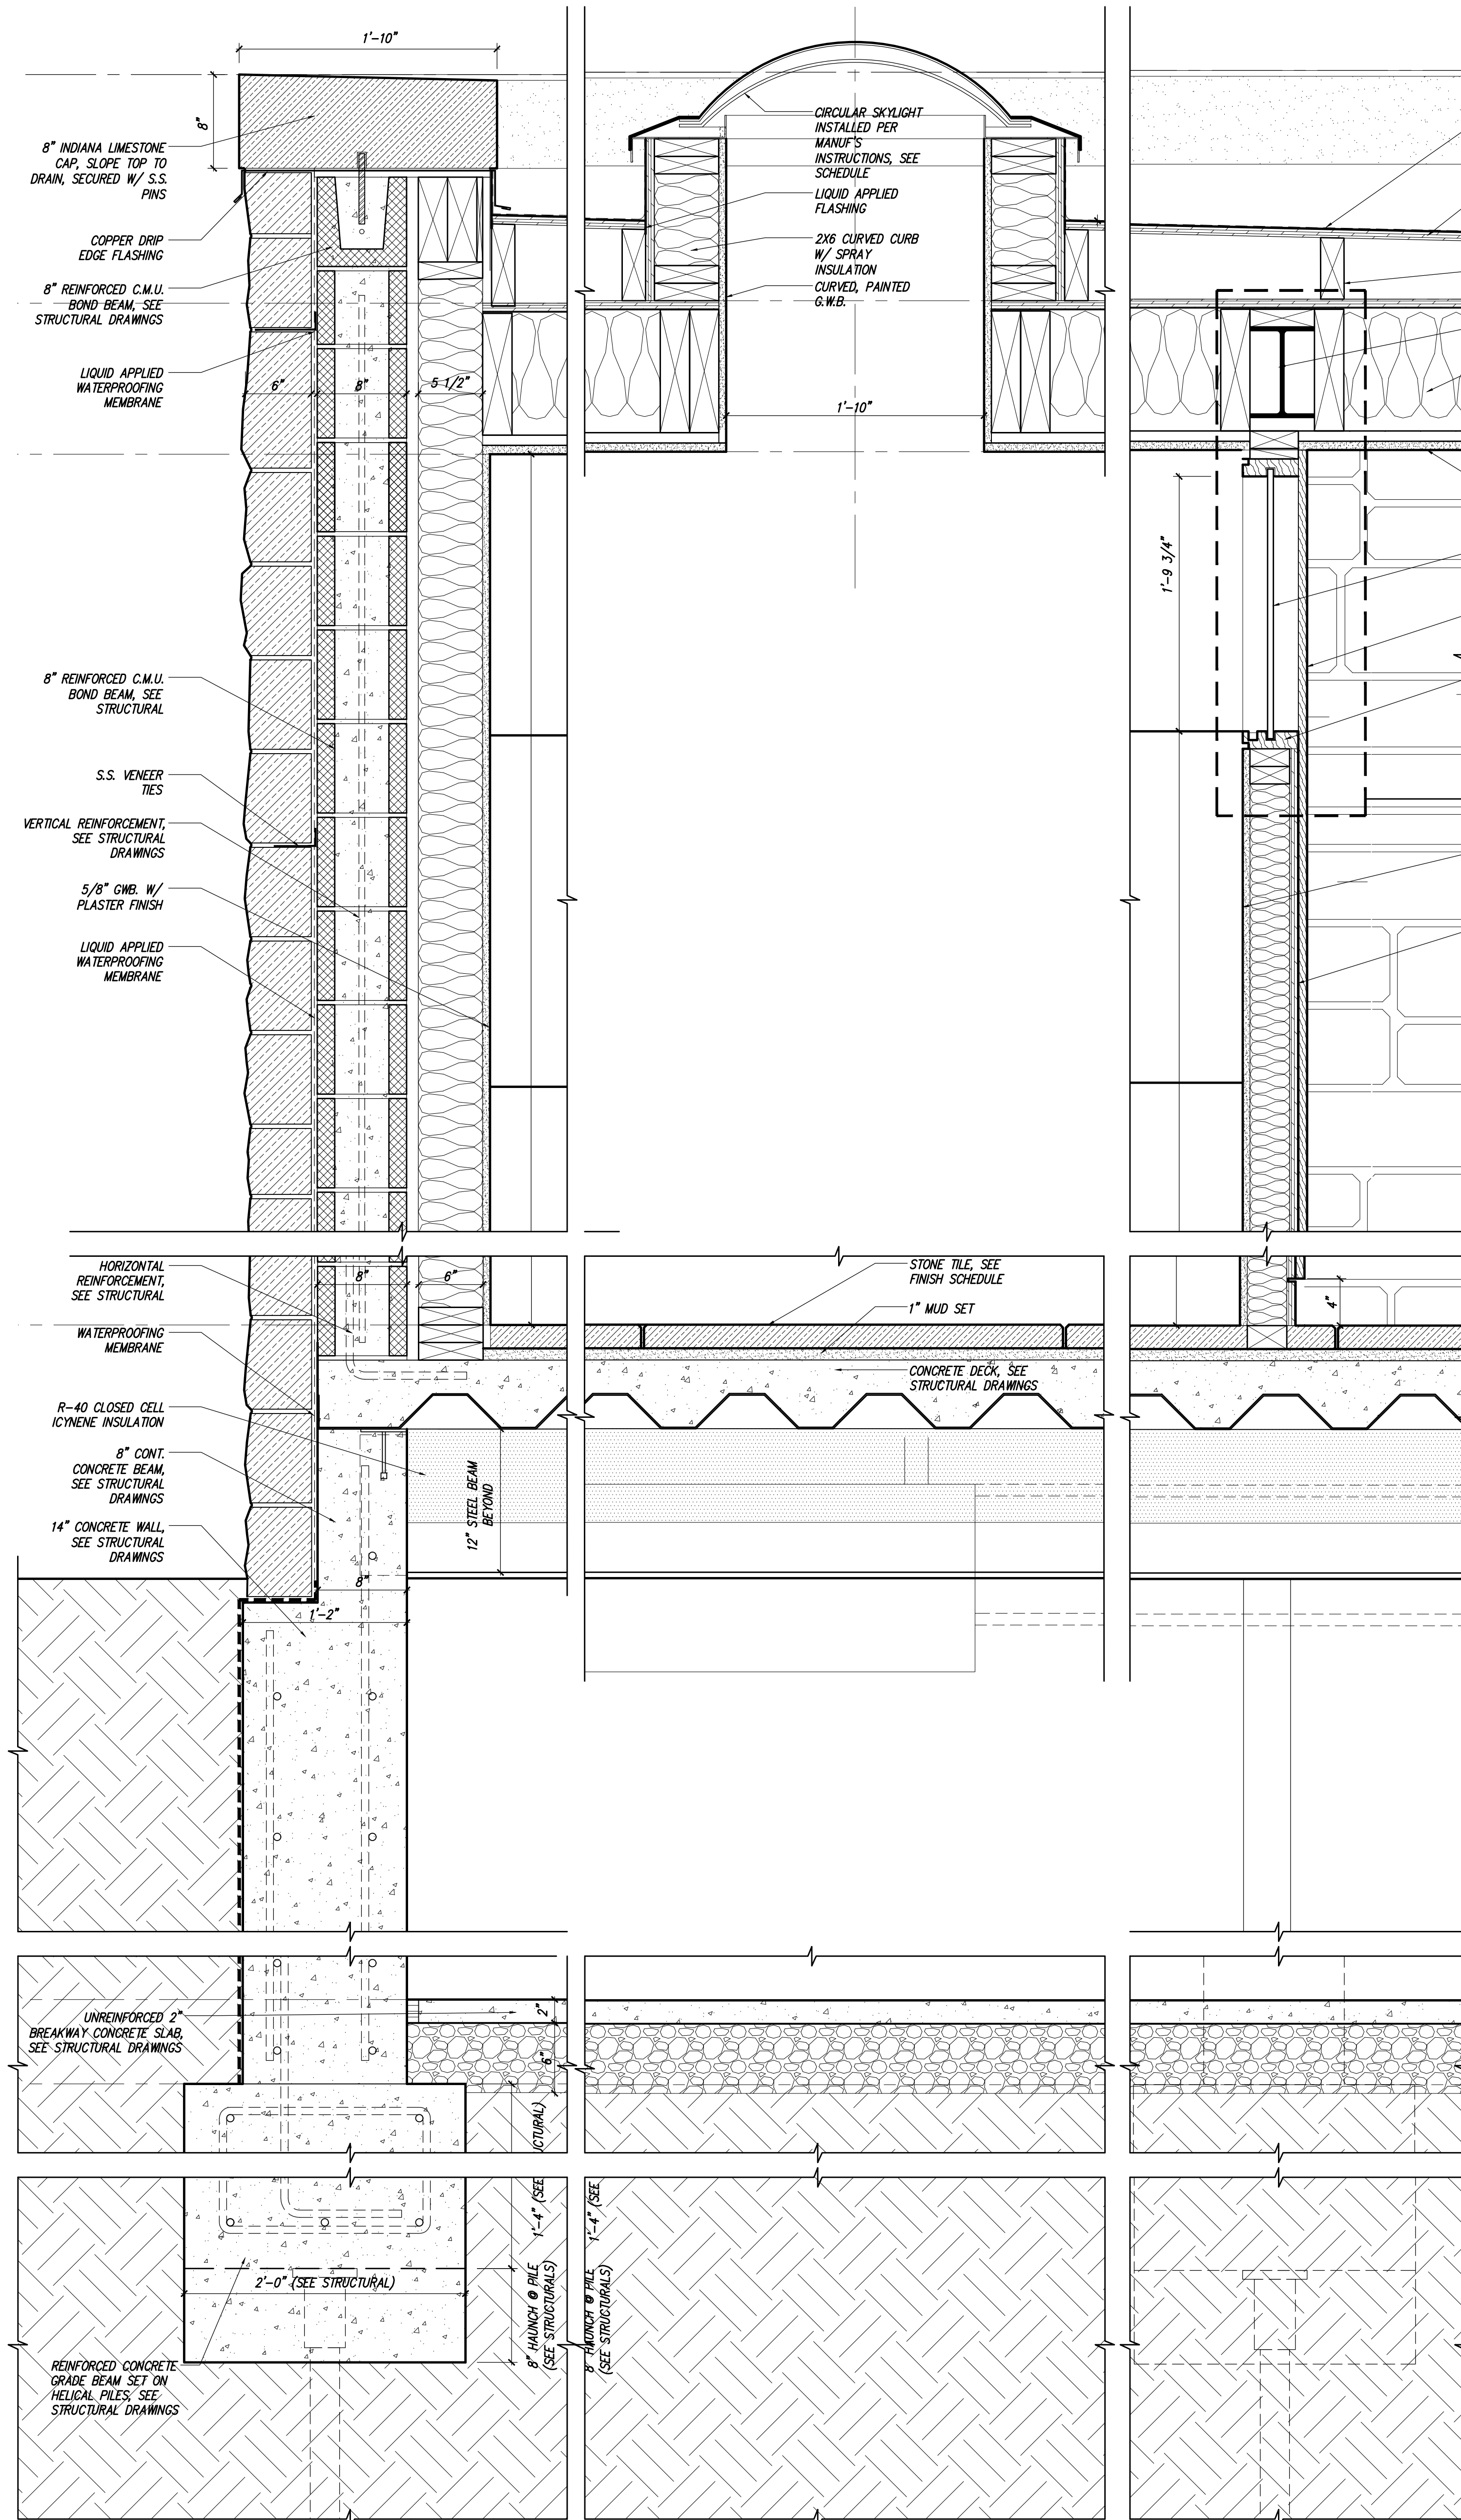 1'-10"
8"
8" INDIANA LIMESTONE
CAP, SLOPE TOP TO
DRAIN, SECURED W/ S.S.
PINS
COPPER DRIP
EDGE FLASHING
8" REINFORCED C.M.U.
BOND BEAM, SEE
STRUCTURAL DRAWINGS
LIQUID APPLIED
WATERPROOFING
MEMBRANE
6"
8"
5 1/2"
CIRCULAR SKYLIGHT
INSTALLED PER
MANUF'S
INSTRUCTIONS, SEE
SCHEDULE
LIQUID APPLIED
FLASHING
2X6 CURVED CURB
W/ SPRAY
INSULATION
CURVED, PAINTED
G.W.B.
1'-10"
1'-9 3/4"
8" REINFORCED C.M.U.
BOND BEAM, SEE
STRUCTURAL
S.S. VENEER
TIES
VERTICAL REINFORCEMENT,
SEE STRUCTURAL
DRAWINGS
5/8" GWB. W/
PLASTER FINISH
LIQUID APPLIED
WATERPROOFING
MEMBRANE
HORIZONTAL
REINFORCEMENT,
SEE STRUCTURAL
8"
6"
STONE TILE, SEE
FINISH SCHEDULE
1" MUD SET
4"
WATERPROOFING
MEMBRANE
CONCRETE DECK, SEE
STRUCTURAL DRAWINGS
R-40 CLOSED CELL
ICYNENE INSULATION
8" CONT.
CONCRETE BEAM,
SEE STRUCTURAL
DRAWINGS
12" STEEL BEAM
BEYOND
14" CONCRETE WALL,
SEE STRUCTURAL
DRAWINGS
8"
1'-2"
UNREINFORCED 2"
BREAKWAY CONCRETE SLAB,
SEE STRUCTURAL DRAWINGS
2"
6"
1'-4" (SEE
CTURAL)
1'-4" (SEE
2'-0" (SEE STRUCTURAL)
8" HAUNCH @ PILE
(SEE STRUCTURALS)
8" HAUNCH @ PILE
(SEE STRUCTURALS)
REINFORCED CONCRETE
GRADE BEAM SET ON
HELICAL PILES, SEE
STRUCTURAL DRAWINGS